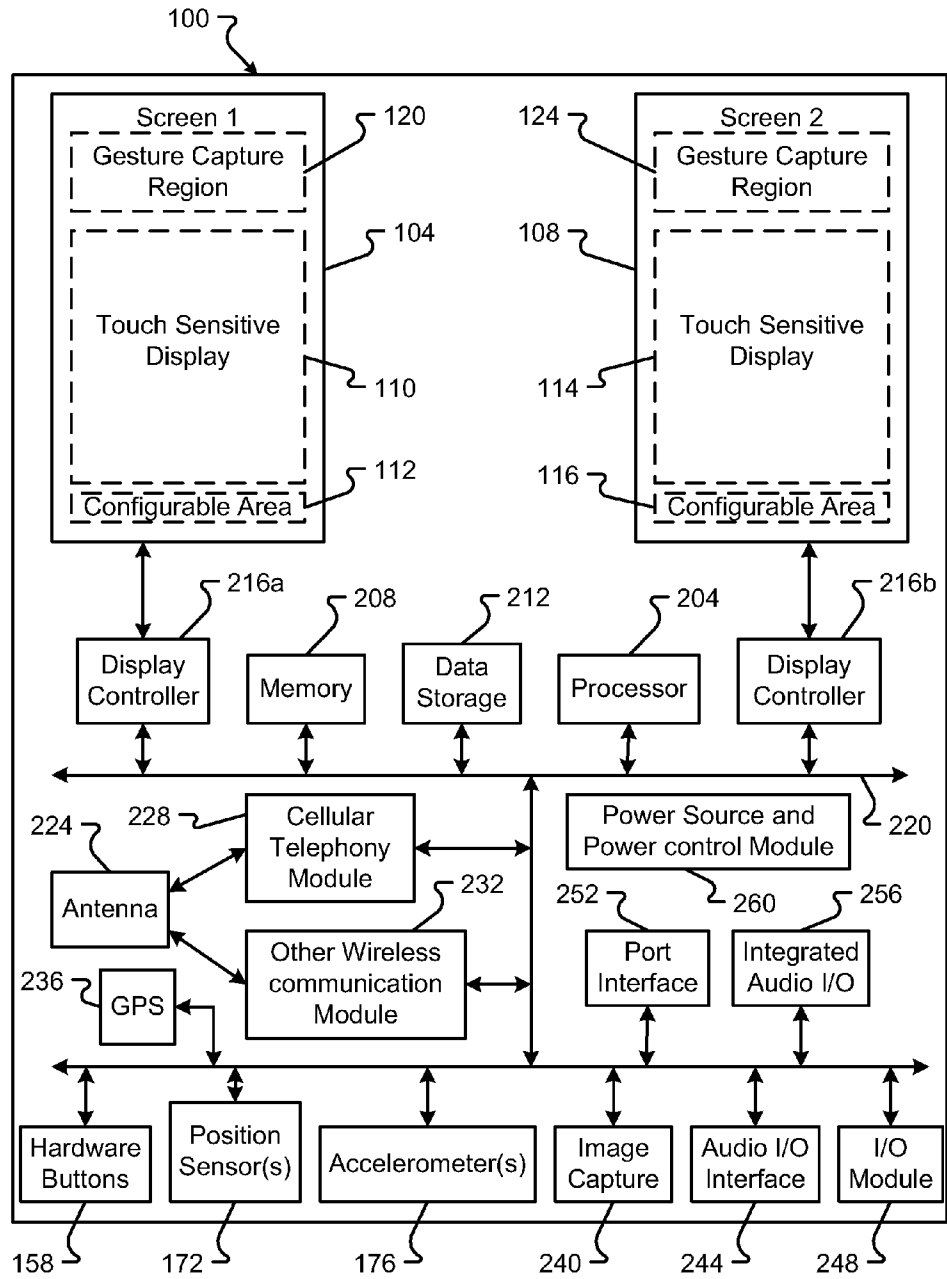 100
Screen 1
Gesture Capture
Region
120
124
Screen 2
Gesture Capture
Region
104
108
Touch Sensitive
Display
110
114
Touch Sensitive
Display
112
116
Configurable Area
Configurable Area
216a
208
212
204
216b
Display
Controller
Memory
Data
Storage
Processor
Display
Controller
224
228
Cellular
Telephony
Module
Power Source and
Power control Module
220
Antenna
232
252
260
256
Other Wireless
communication
Module
Port
Interface
Integrated
Audio I/O
236
GPS
Hardware
Buttons
Position
Sensor(s)
Accelerometer(s)
Image
Capture
Audio I/O
Interface
I/O
Module
158
172
176
240
244
248